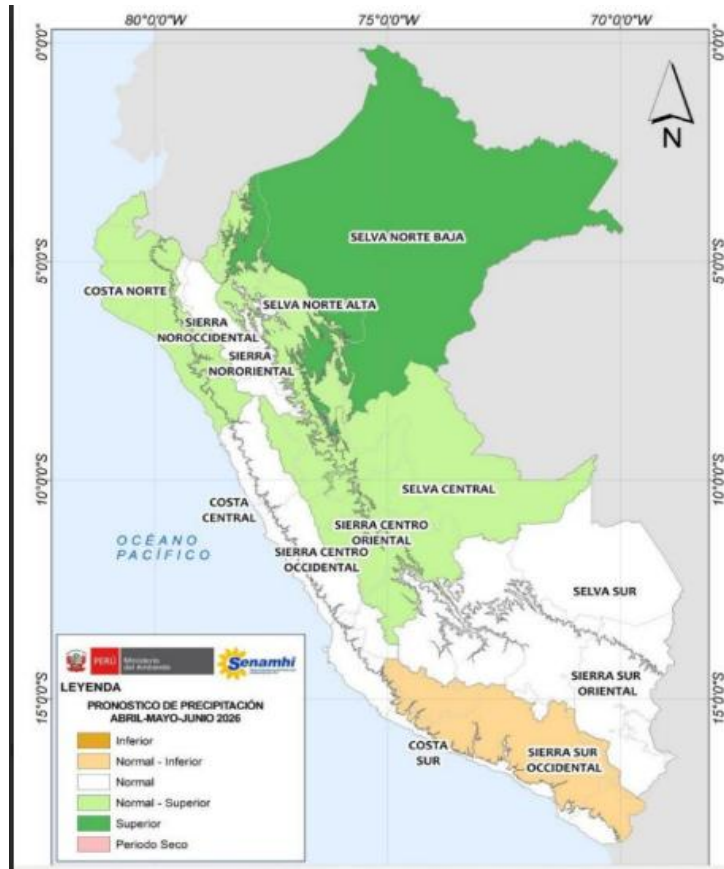 80°0'0"W
75°0'0"W
70°0'0"W
0°0'0"
0°0'0"
N
SELVA NORTE BAJA
5°0'0"S
5°0'0"S
COSTA NORTE
SELVA NORTE ALTA
SIERRA
NOROCCIDENTAL
SIERRA
NORORIENTAL
10°0'0"S
10°0'0"S
SELVA CENTRAL
COSTA
CENTRAL
SIERRA CENTRO
ORIENTAL
OCÉANO
PACÍFICO
SIERRA CENTRO
OCCIDENTAL
SELVA SUR
SIERRA SUR
ORIENTAL
15°0'0"S
15°0'0"S
COSTA
SUR
SIERRA SUR
OCCIDENTAL
PERÚ
Ministerio
del Ambiente
Senamhi
LEYENDA
PRONOSTICO DE PRECIPITACIÓN
ABRIL-MAYO-JUNIO 2026
Inferior
Normal - Inferior
Normal
Normal - Superior
Superior
Periodo Seco